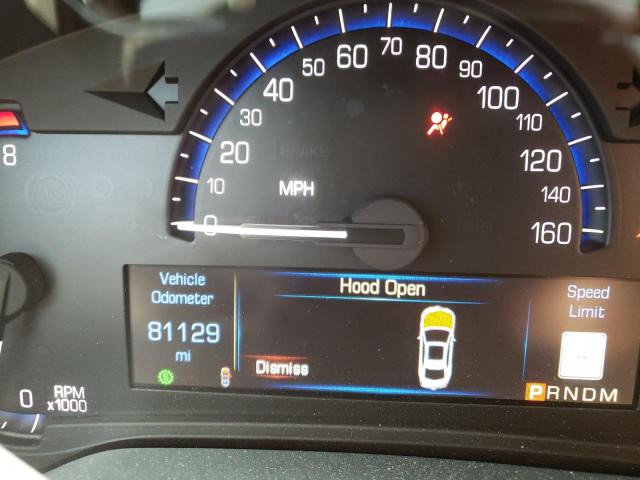 60 70 80
50 90
40 100
30 110
20 120
10 MPH 140
0 160
8
Vehicle
Odometer
81129
mi
Hood Open
Dismiss
Speed
Limit
--
PRNDM
0 RPM
x1000